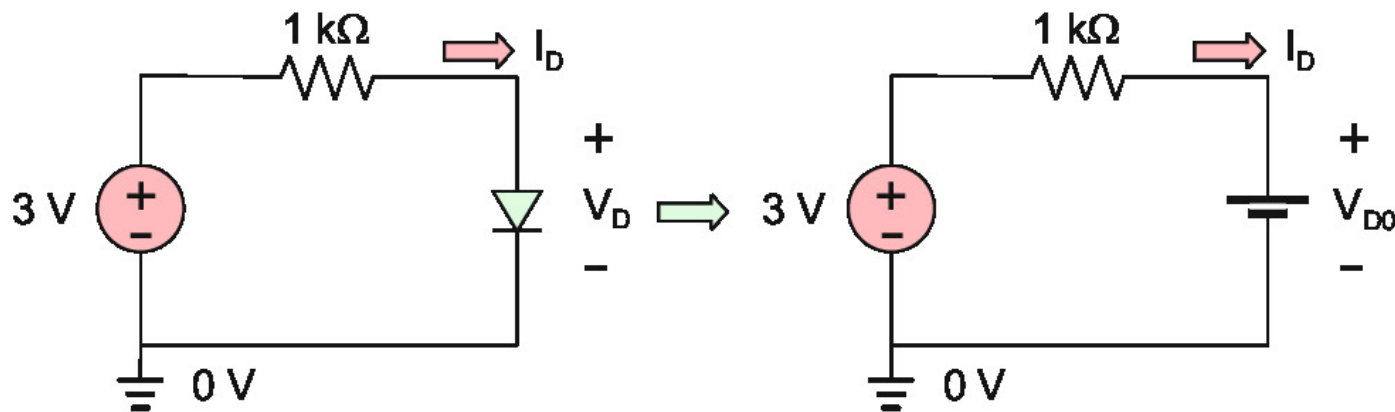 1 kΩ
I_D
3 V
+
-
+
V_D
–
0 V
1 kΩ
I_D
3 V
+
-
+
V_D0
–
0 V